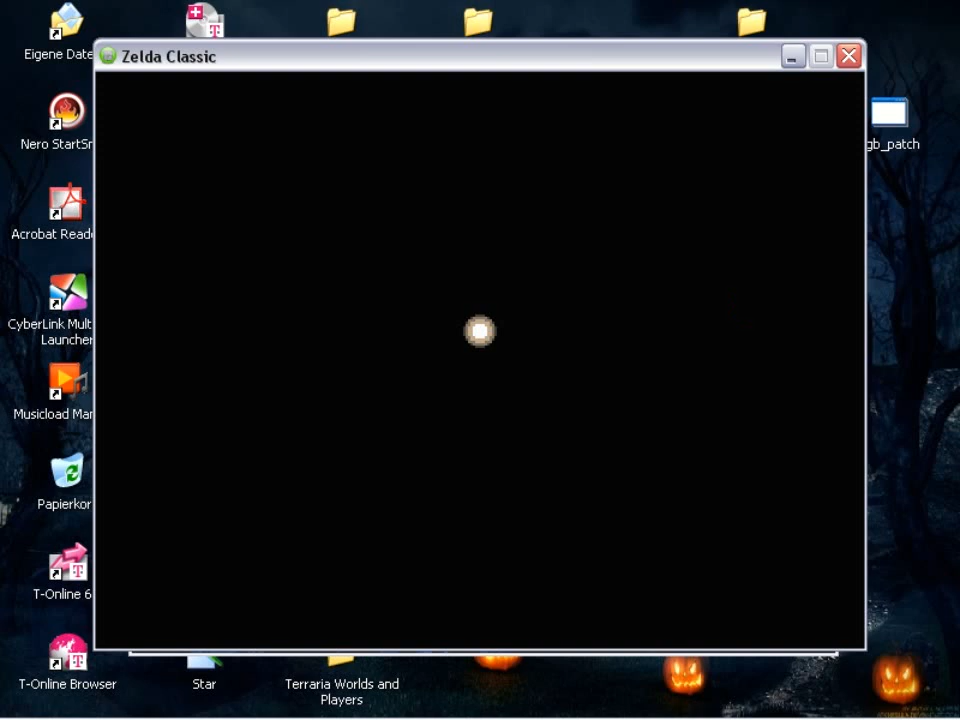 Eigene Date
Zelda Classic
Nero StartSm
gb_patch
Acrobat Reade
CyberLink Mult
Launcher
Musicload Man
Papierkor
T-Online 6
T-Online Browser
Star
Terraria Worlds and
Players